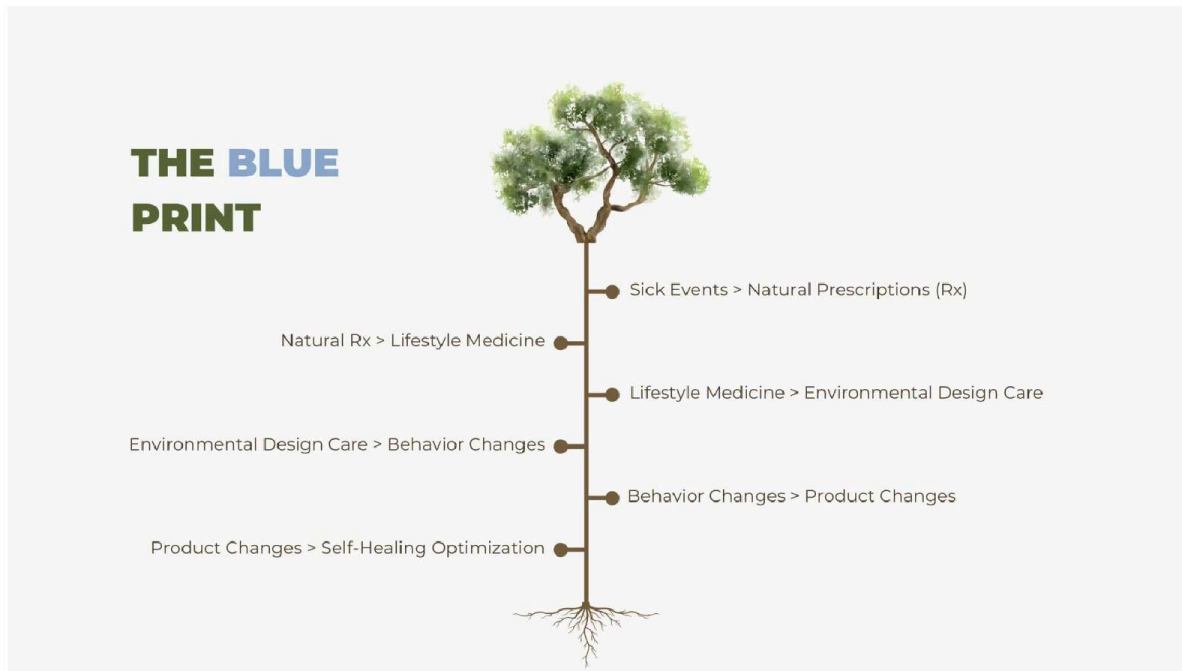 THE BLUE
PRINT
Sick Events > Natural Prescriptions (Rx)
Natural Rx > Lifestyle Medicine
Lifestyle Medicine > Environmental Design Care
Environmental Design Care > Behavior Changes
Behavior Changes > Product Changes
Product Changes > Self-Healing Optimization